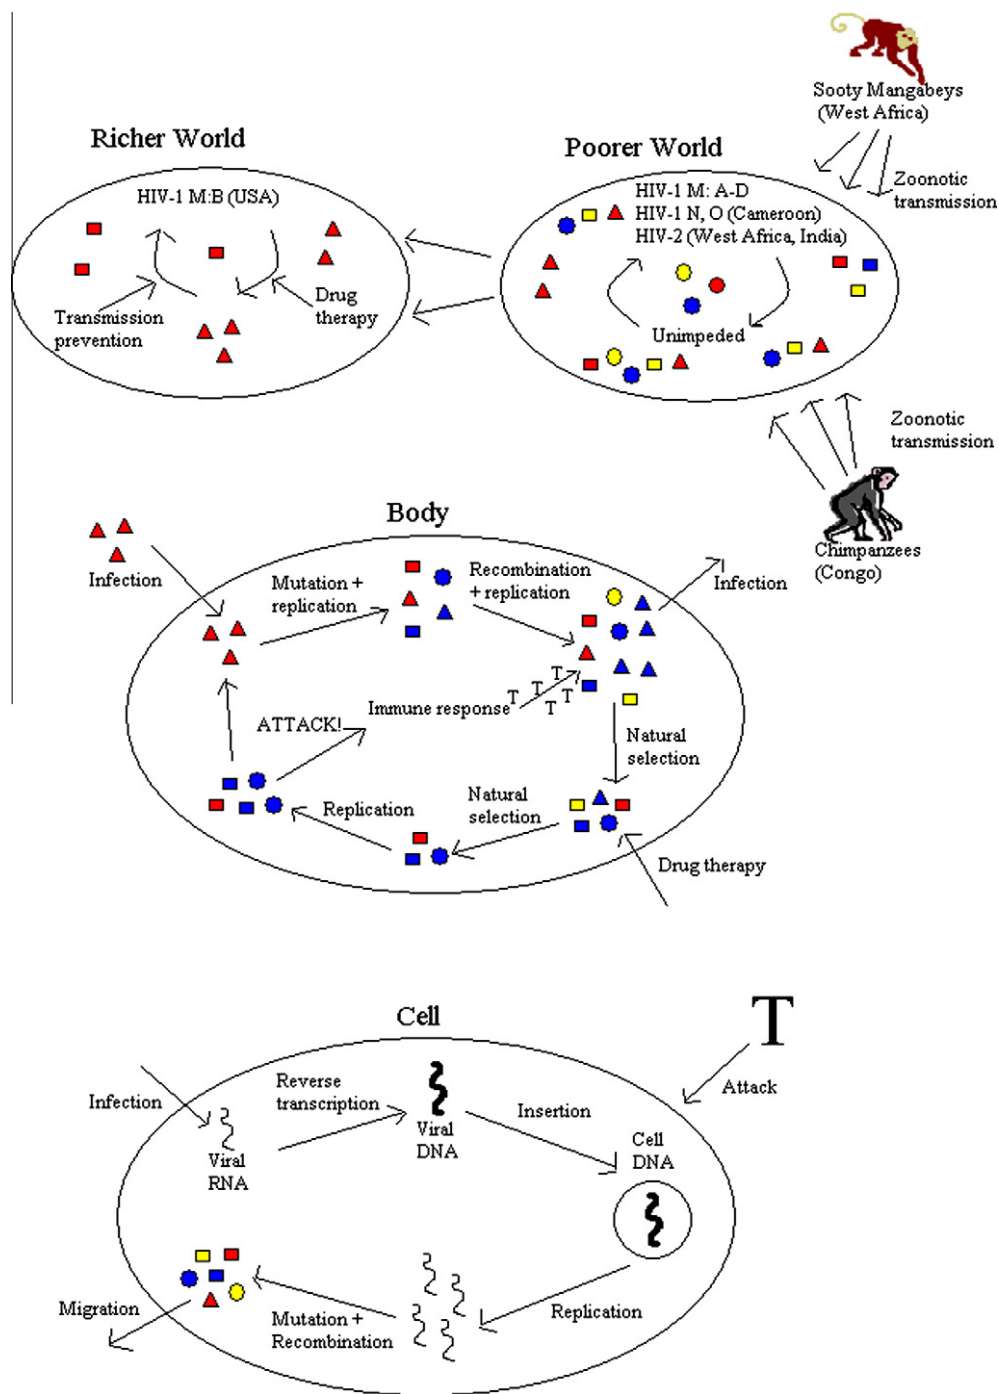 Sooty Mangabeys
(West Africa)
Richer World
Poorer World
Zoonotic
transmission
HIV-1 M:B (USA)
HIV-1 M: A-D
HIV-1 N, O (Cameroon)
HIV-2 (West Africa, India)
Transmission
prevention
Drug
therapy
Unimpeded
Zoonotic
transmission
Chimpanzees
(Congo)
Body
Infection
Mutation +
replication
Recombination
+ replication
Infection
T
T
T
T
T
T
Immune response
ATTACK!
Natural
selection
Replication
Natural
selection
Drug therapy
T
Cell
Attack
Infection
Reverse
transcription
Insertion
Viral
RNA
Viral
DNA
Cell
DNA
Migration
Mutation +
Recombination
Replication